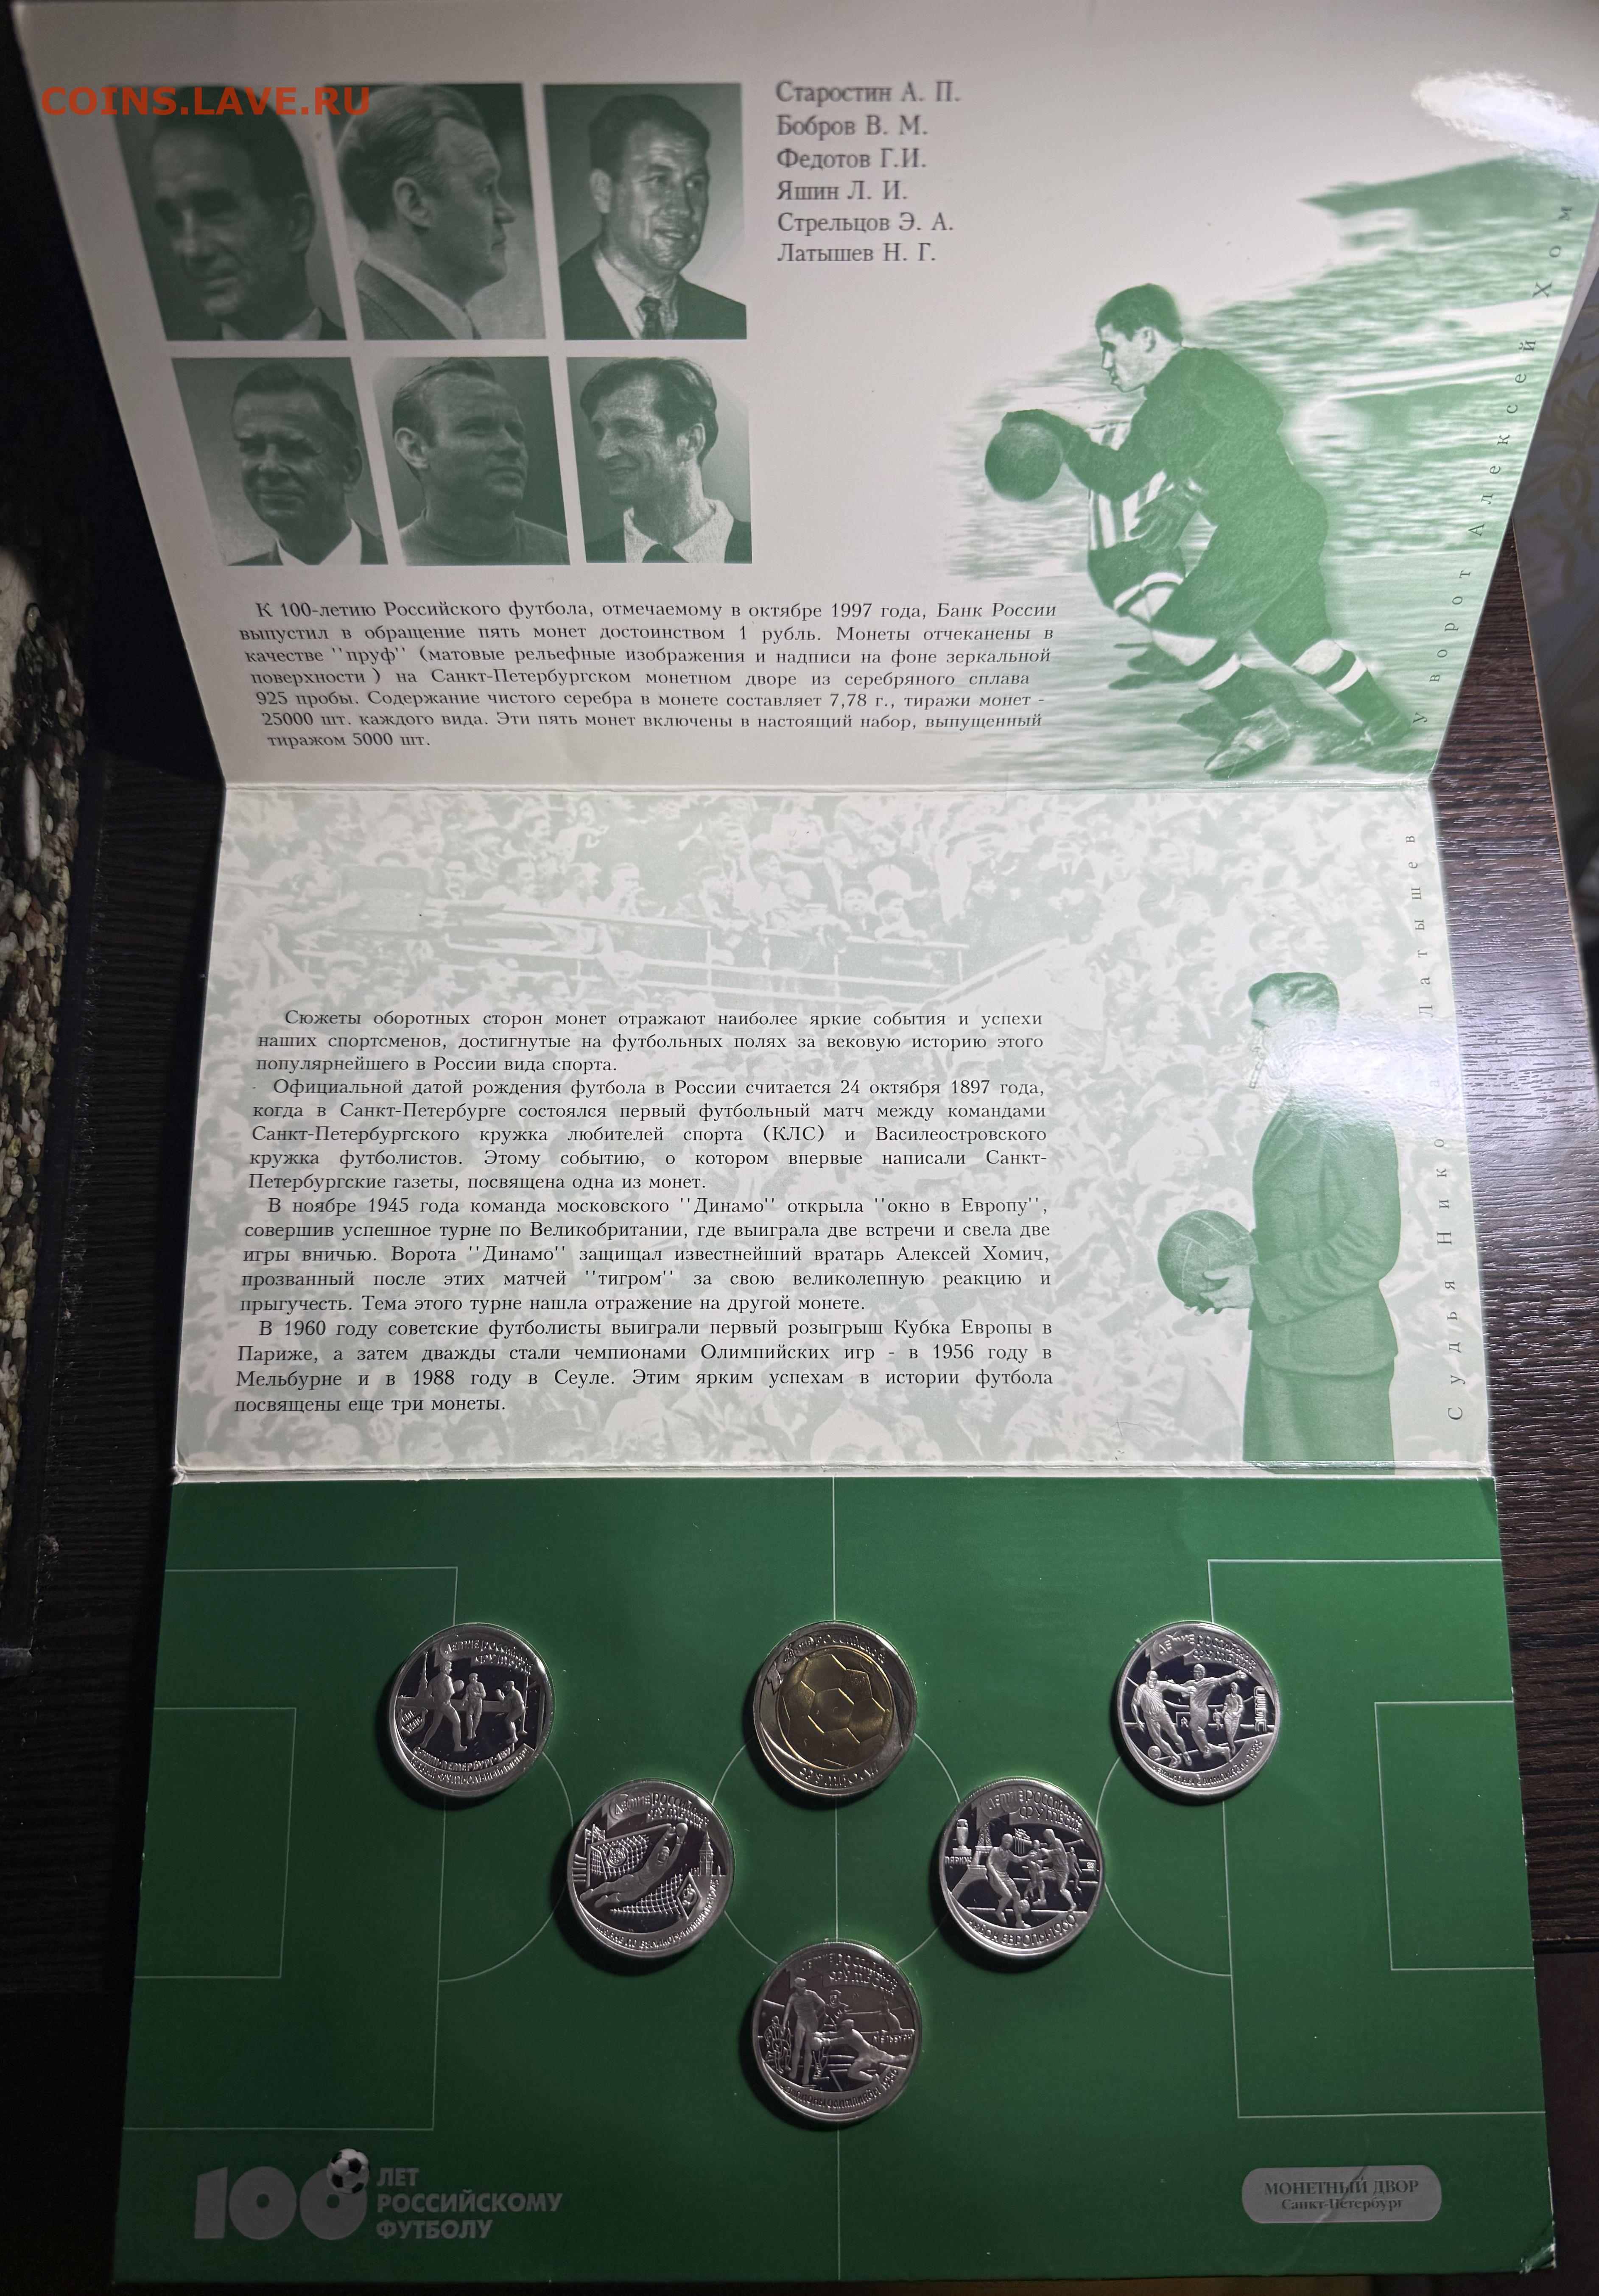 COINS.LAVE.RU
Старостин А. П.
Бобров В. М.
Федотов Г.И.
Яшин Л. И.
Стрельцов Э. А.
Латышев Н. Г.
У ворот Алексей Хом
К 100-летию Российского футбола, отмечаемому в октябре 1997 года, Банк России
выпустил в обращение пять монет достоинством 1 рубль. Монеты отчеканены в
качестве ''пруф'' (матовые рельефные изображения и надписи на фоне зеркальной
поверхности ) на Санкт-Петербургском монетном дворе из серебряного сплава
925 пробы. Содержание чистого серебра в монете составляет 7,78 г., тиражи монет -
25000 шт. каждого вида. Эти пять монет включены в настоящий набор, выпущенный
тиражом 5000 шт.
Сюжеты оборотных сторон монет отражают наиболее яркие события и успехи
наших спортсменов, достигнутые на футбольных полях за вековую историю этого
популярнейшего в России вида спорта.
- Официальной датой рождения футбола в России считается 24 октября 1897 года,
когда в Санкт-Петербурге состоялся первый футбольный матч между командами
Санкт-Петербургского кружка любителей спорта (КЛС) и Василеостровского
кружка футболистов. Этому событию, о котором впервые написали Санкт-
Петербургские газеты, посвящена одна из монет.
В ноябре 1945 года команда московского ''Динамо'' открыла ''окно в Европу'',
совершив успешное турне по Великобритании, где выиграла две встречи и свела две
игры вничью. Ворота ''Динамо'' защищал известнейший вратарь Алексей Хомич,
прозванный после этих матчей ''тигром'' за свою великолепную реакцию и
прыгучесть. Тема этого турне нашла отражение на другой монете.
В 1960 году советские футболисты выиграли первый розыгрыш Кубка Европы в
Париже, а затем дважды стали чемпионами Олимпийских игр - в 1956 году в
Мельбурне и в 1988 году в Сеуле. Этим ярким успехам в истории футбола
посвящены еще три монеты.
Судья Латышев
100 ЛЕТ
РОССИЙСКОМУ
ФУТБОЛУ
МОНЕТНЫЙ ДВОР
Санкт-Петербург